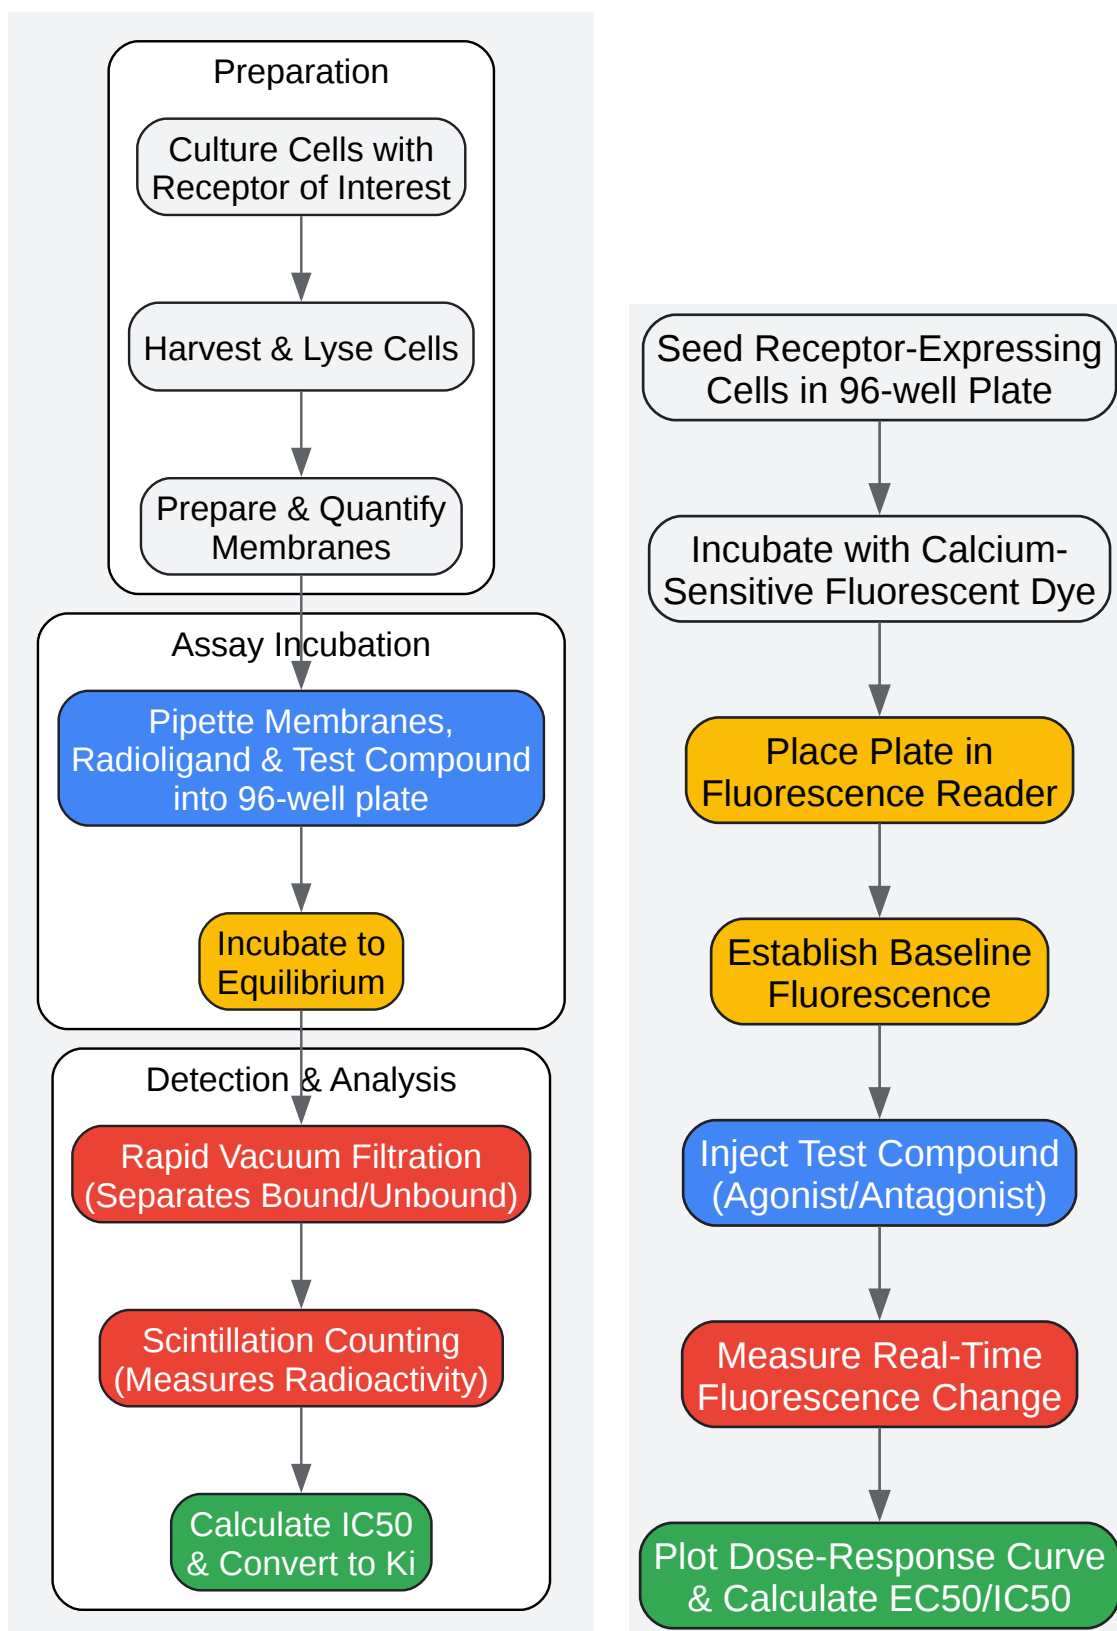 Preparation
Culture Cells with
Receptor of Interest
Harvest & Lyse Cells
Prepare & Quantify
Membranes
Assay Incubation
Pipette Membranes,
Radioligand & Test Compound
into 96-well plate
Incubate to
Equilibrium
Detection & Analysis
Rapid Vacuum Filtration
(Separates Bound/Unbound)
Scintillation Counting
(Measures Radioactivity)
Calculate IC50
& Convert to Ki
Seed Receptor-Expressing
Cells in 96-well Plate
Incubate with Calcium-
Sensitive Fluorescent Dye
Place Plate in
Fluorescence Reader
Establish Baseline
Fluorescence
Inject Test Compound
(Agonist/Antagonist)
Measure Real-Time
Fluorescence Change
Plot Dose-Response Curve
& Calculate EC50/IC50